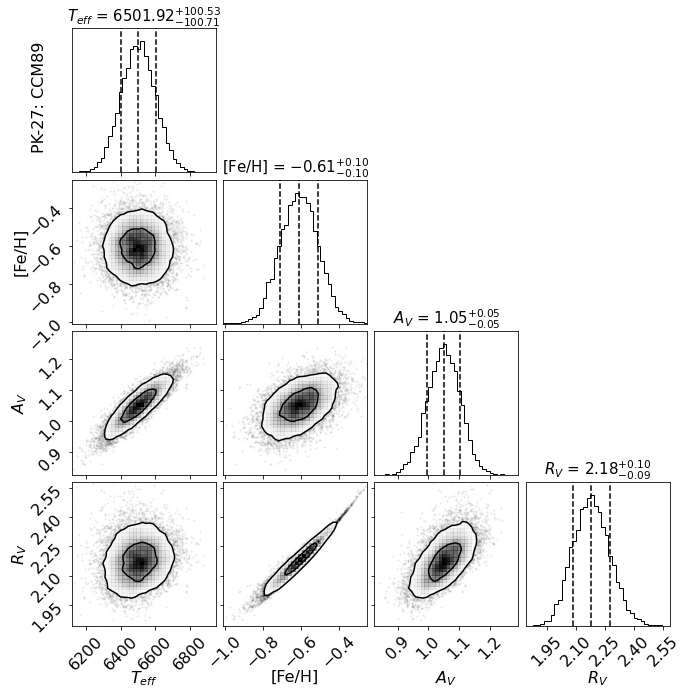 T_eff = 6501.92^{+100.53}_{-100.71}
PK-27: CCM89
[Fe/H] = −0.61^{+0.10}_{-0.10}
[Fe/H]
−0.4
−0.6
−0.8
−1.0
A_V = 1.05^{+0.05}_{-0.05}
A_V
1.2
1.1
1.0
0.9
R_V = 2.18^{+0.10}_{-0.09}
R_V
2.55
2.40
2.25
2.10
1.95
6200 6400 6600 6800
−1.0 −0.8 −0.6 −0.4
0.9 1.0 1.1 1.2
1.95 2.10 2.25 2.40 2.55
T_eff [Fe/H] A_V R_V